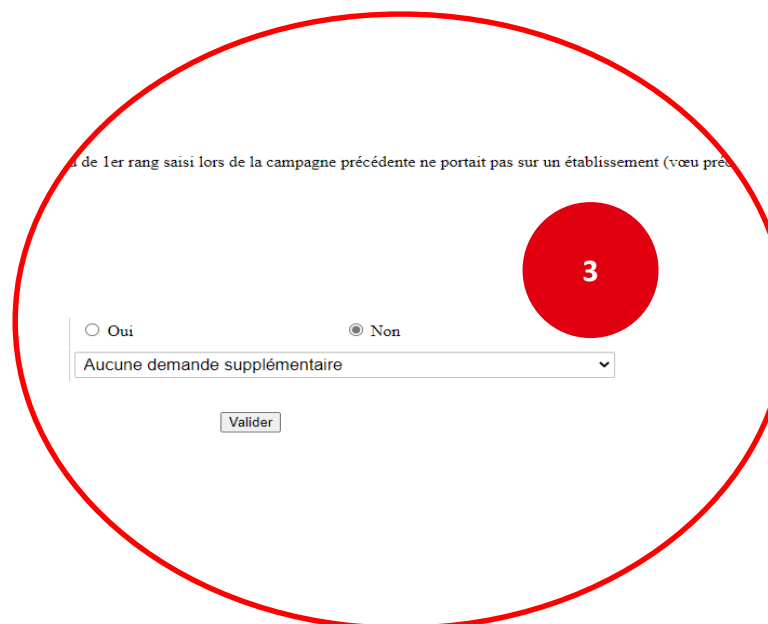 de 1er rang saisi lors de la campagne précédente ne portait pas sur un établissement (vœu
3
Oui Non
Aucune demande supplémentaire
Valider